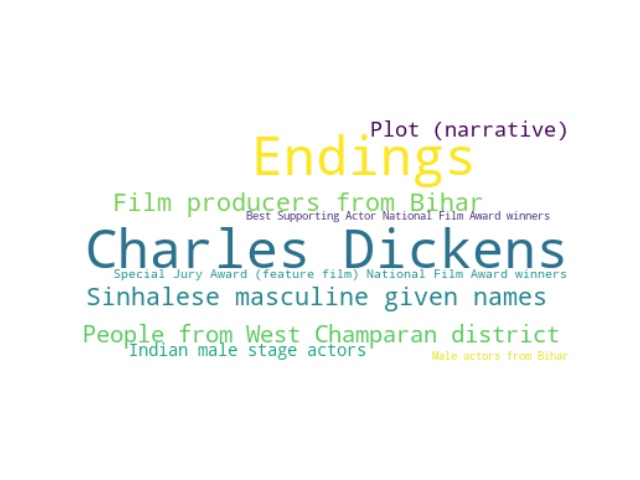 Plot (narrative)
Endings
Film producers from Bihar
Best Supporting Actor National Film Award winners
Charles Dickens
Special Jury Award (feature film) National Film Award winners
Sinhalese masculine given names
People from West Champaran district
Indian male stage actors
Male actors from Bihar